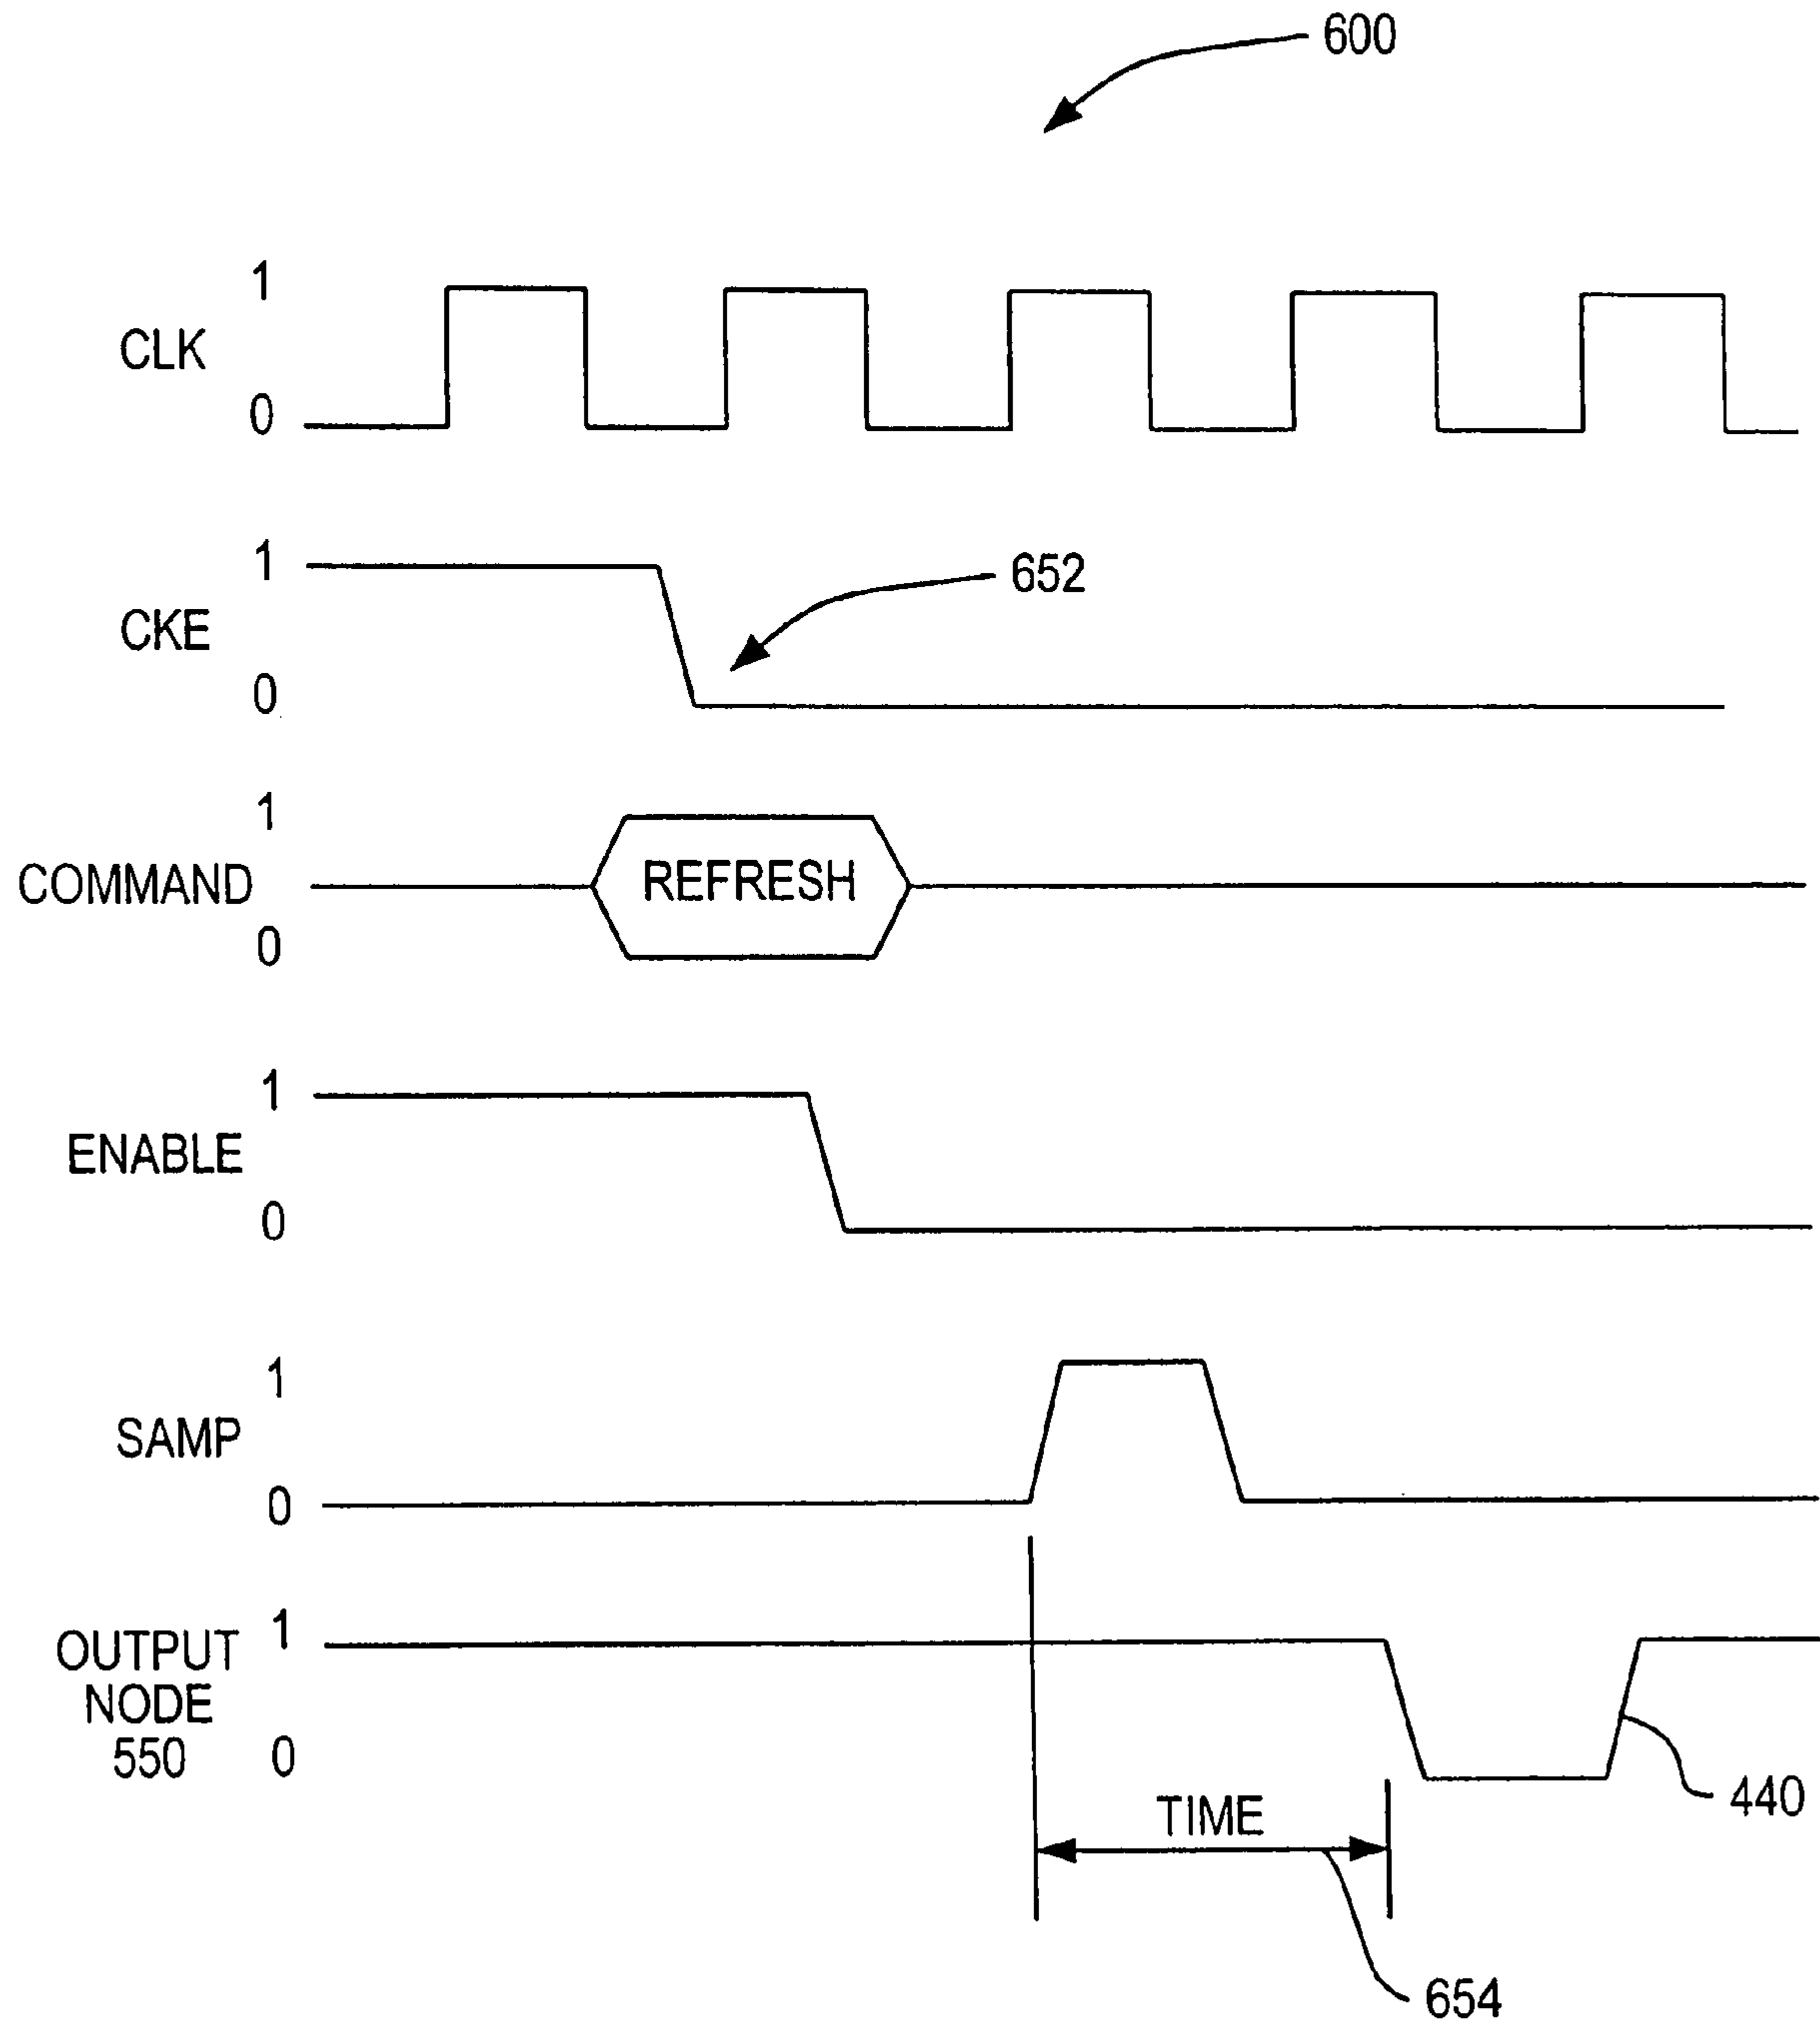 600
1
CLK
0
1
652
CKE
0
1
COMMAND
REFRESH
0
1
ENABLE
0
1
SAMP
0
1
OUTPUT
NODE
550
0
440
TIME
654